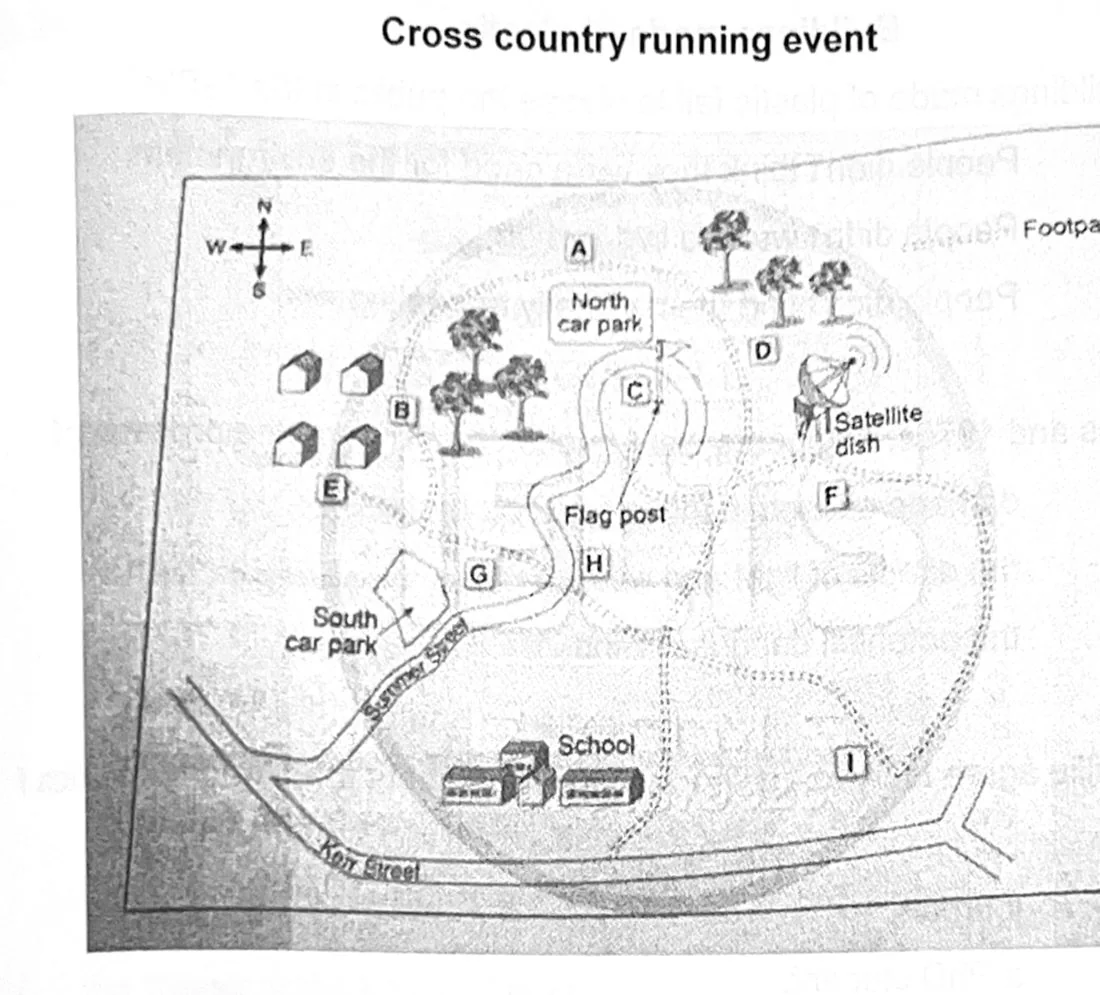 Cross country running event
N
W E
S
A
North
car park
Footpa
D
C
B
Satellite
dish
E
F
Flag post
H
G
South
car park
Summer Street
School
I
Kerr Street